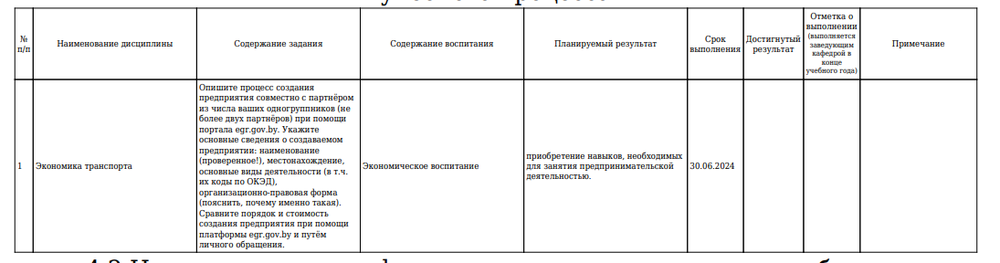 №
п/п
Наименование дисциплины
Содержание задания
Содержание воспитания
Планируемый результат
Срок
выполнения
Достигнутый
результат
Отметка о
выполнении
(выполняется
заведующим
кафедрой в
конце
учебного года)
Примечание
1
Экономика транспорта
Опишите процесс создания
предприятия совместно с партнёром
из числа ваших одногруппников (не
более двух партнёров) при помощи
портала egr.gov.by. Укажите
основные сведения о создаваемом
предприятии: наименование
(проверенное!), местонахождение,
основные виды деятельности (в т.ч.
их коды по ОКЭД),
организационно-правовая форма
(пояснить, почему именно такая).
Сравните порядок и стоимость
создания предприятия при помощи
платформы egr.gov.by и путём
личного обращения.
Экономическое воспитание
приобретение навыков, необходимых
для занятия предпринимательской
деятельностью.
30.06.2024